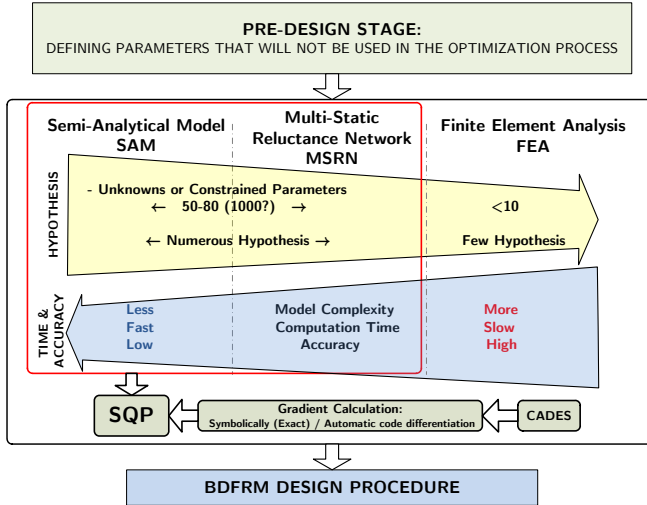 PRE-DESIGN STAGE:
DEFINING PARAMETERS THAT WILL NOT BE USED IN THE OPTIMIZATION PROCESS
Semi-Analytical Model
SAM
Multi-Static
Reluctance Network
MSRN
Finite Element Analysis
FEA
HYPOTHESIS
- Unknowns or Constrained Parameters
← 50-80 (1000?) →
<10
← Numerous Hypothesis →
Few Hypothesis
TIME &
ACCURACY
Less
Fast
Low
Model Complexity
Computation Time
Accuracy
More
Slow
High
SQP
Gradient Calculation:
Symbolically (Exact) / Automatic code differentiation
CADES
BDFRM DESIGN PROCEDURE